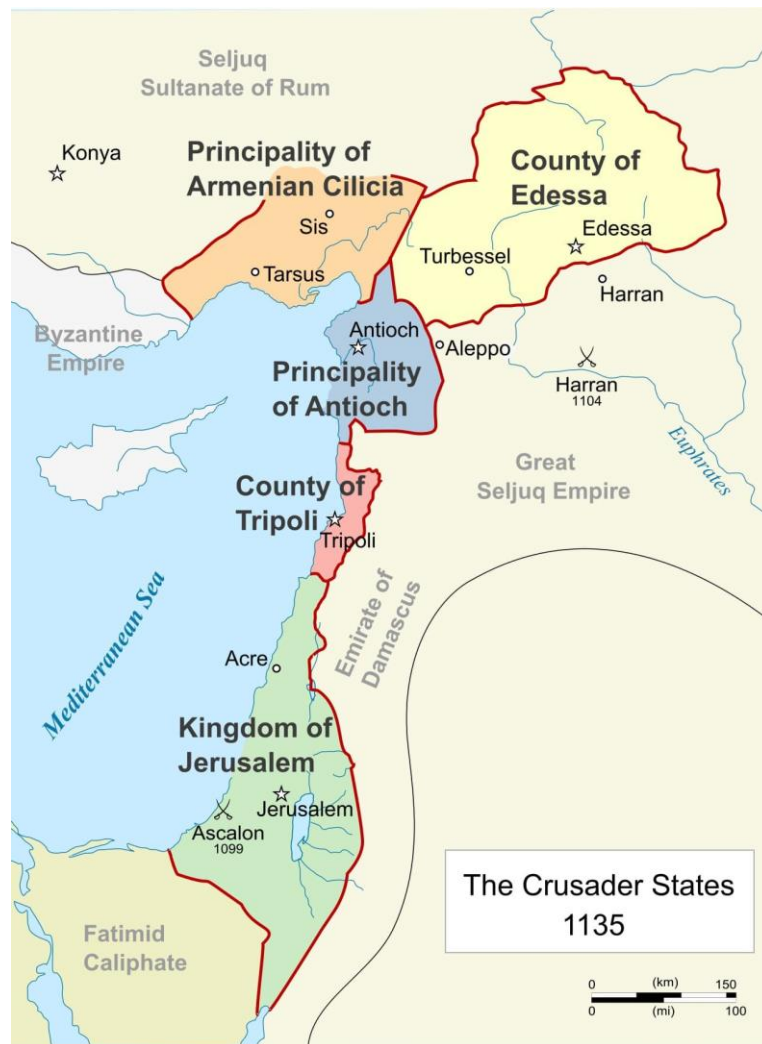 Seljuq
Sultanate of Rum
Konya
Principality of
Armenian Cilicia
Sis
Tarsus
County of
Edessa
Edessa
Turbessel
Harran
Byzantine
Empire
Antioch
Aleppo
Principality
of Antioch
Harran
1104
Euphrates
Great
Seljuq Empire
County of
Tripoli
Tripoli
Emirate of
Damascus
Mediterranean Sea
Acre
Kingdom of
Jerusalem
Jerusalem
Ascalon
1099
Fatimid
Caliphate
The Crusader States
1135
0 (km) 150
0 (mi) 100